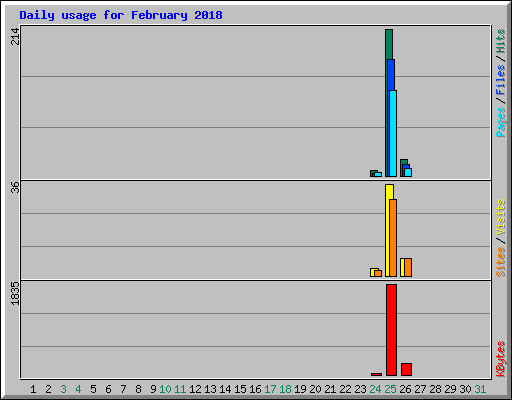 Daily usage for February 2018
214
36
1835
Pages/Files/Hits
Sites/Visits
KBytes
1 2 3 4 5 6 7 8 9 10 11 12 13 14 15 16 17 18 19 20 21 22 23 24 25 26 27 28 29 30 31